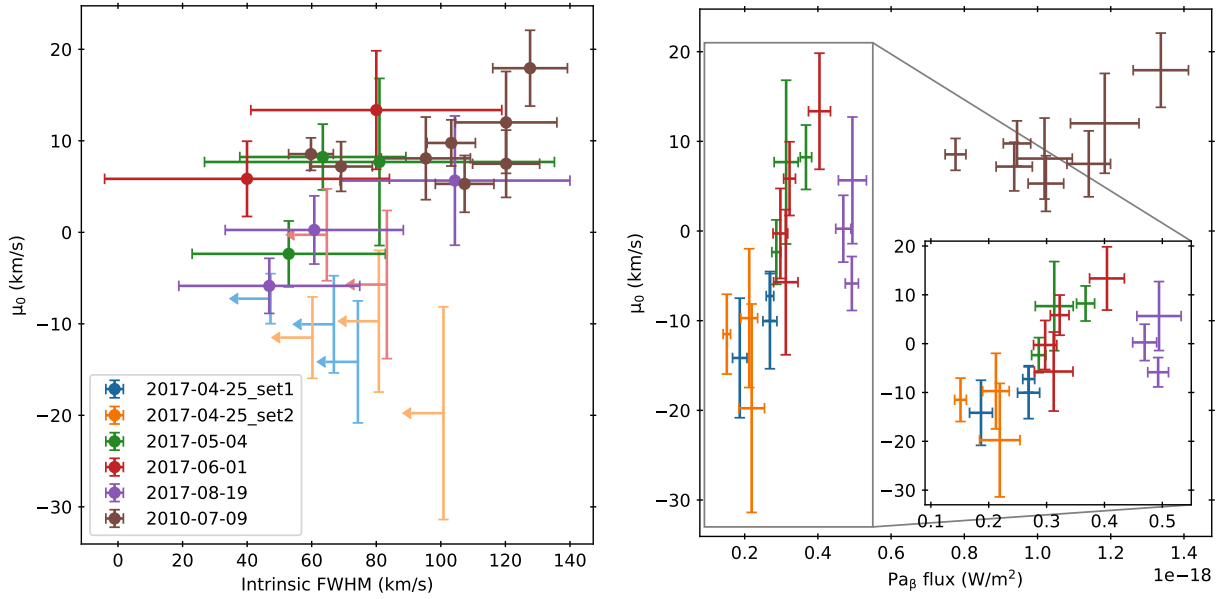 20
10
0
−10
−20
−30
μ₀ (km/s)
2017-04-25_set1
2017-04-25_set2
2017-05-04
2017-06-01
2017-08-19
2010-07-09
0 20 40 60 80 100 120 140
Intrinsic FWHM (km/s)
20
10
0
−10
−20
−30
μ₀ (km/s)
20
10
0
−10
−20
−30
0.1 0.2 0.3 0.4 0.5
0.2 0.4 0.6 0.8 1.0 1.2 1.4
Paᵦ flux (W/m²)
1e−18